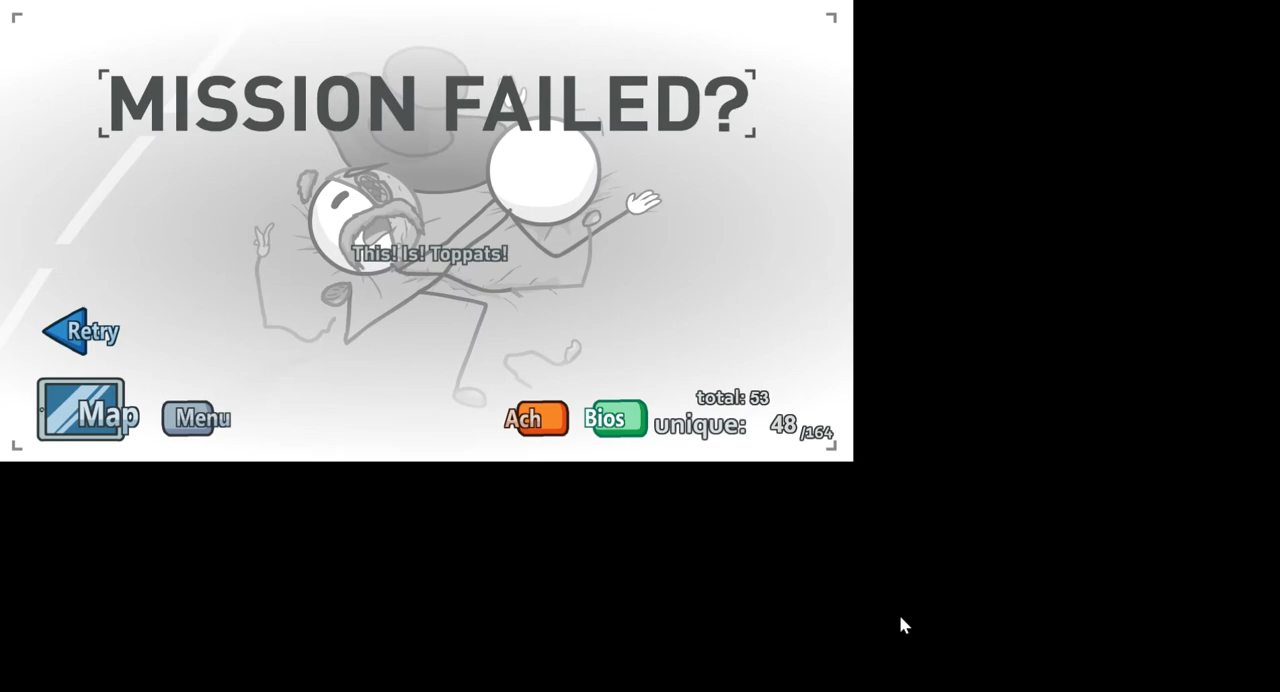 MISSION FAILED?
This! Is! Toppats!
Retry
Map
Menu
Ach
Bios
total: 53
unique: 48 /164